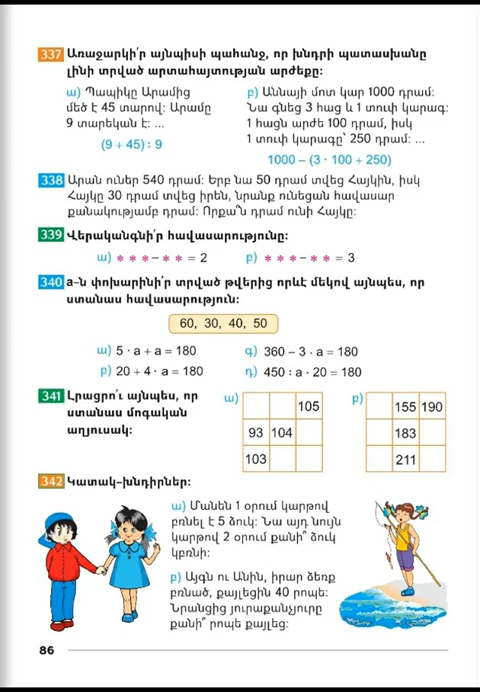 337 Առաջարկի՛ր այնպիսի պահանջ, որ խնդրի պատասխանը
լինի տրված արտահայտության արժեքը։
ա) Պապիկը Արամից
մեծ է 45 տարով։ Արամը
9 տարեկան է։ ...
(9 + 45) : 9
բ) Աննայի մոտ կար 1000 դրամ։
Նա գնեց 3 հաց և 1 տուփ կարագ։
1 հացն արժե 100 դրամ, իսկ
1 տուփ կարագը՝ 250 դրամ։ ...
1000 – (3 · 100 + 250)
338 Արան ուներ 540 դրամ։ Երբ նա 50 դրամ տվեց Հայկին, իսկ
Հայկը 30 դրամ տվեց իրեն, նրանք ունեցան հավասար
քանակությամբ դրամ։ Որքա՞ն դրամ ունի Հայկը։
339 Վերականգնի՛ր հավասարությունը։
ա) * * * – * * = 2 բ) * * * – * * = 3
340 a–ն փոխարինի՛ր տրված թվերից որևէ մեկով այնպես, որ
ստանաս հավասարություն։
60, 30, 40, 50
ա) 5 · a + a = 180 գ) 360 – 3 · a = 180
բ) 20 + 4 · a = 180 դ) 450 : a · 20 = 180
341 Լրացրո՛ւ այնպես, որ
ստանաս մոգական
աղյուսակ։
ա)
105
93 104
103
բ)
155 190
183
211
342 Կատակ–խնդիրներ։
ա) Մանեն 1 օրում կարթով
բռնել է 5 ձուկ։ Նա այդ նույն
կարթով 2 օրում քանի՞ ձուկ
կբռնի։
բ) Այգն ու Անին, իրար ձեռք
բռնած, քայլեցին 40 րոպե։
Նրանցից յուրաքանչյուրը
քանի՞ րոպե քայլեց։
86